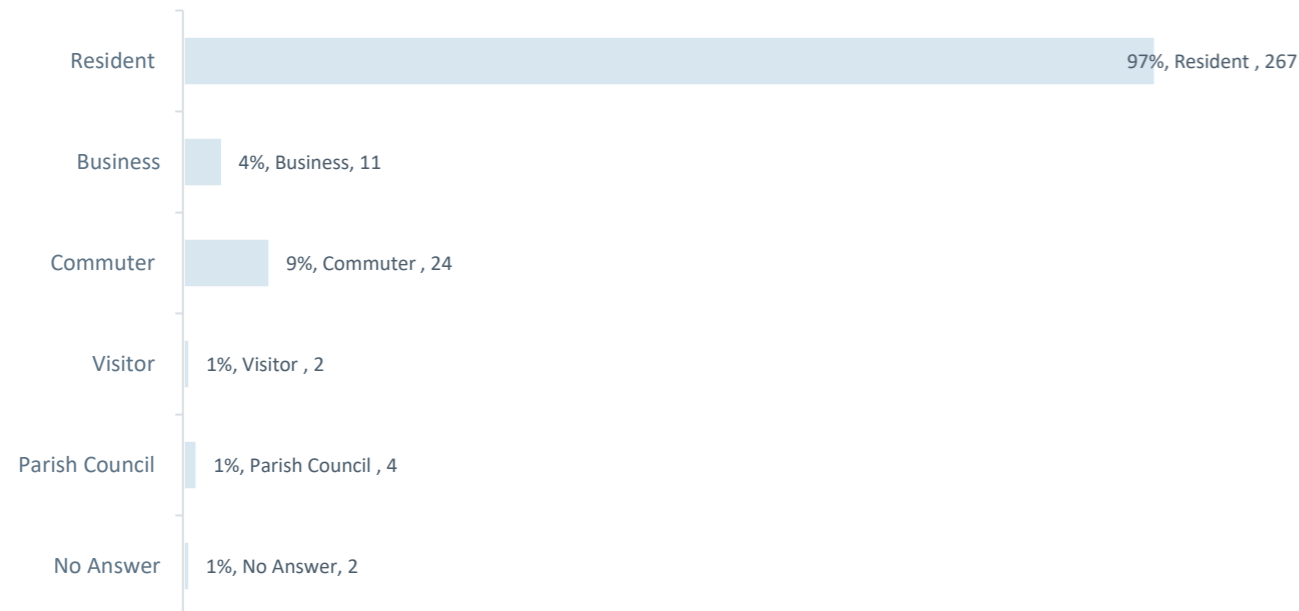 Resident 97%, Resident , 267
Business 4%, Business, 11
Commuter 9%, Commuter , 24
Visitor 1%, Visitor , 2
Parish Council 1%, Parish Council , 4
No Answer 1%, No Answer, 2